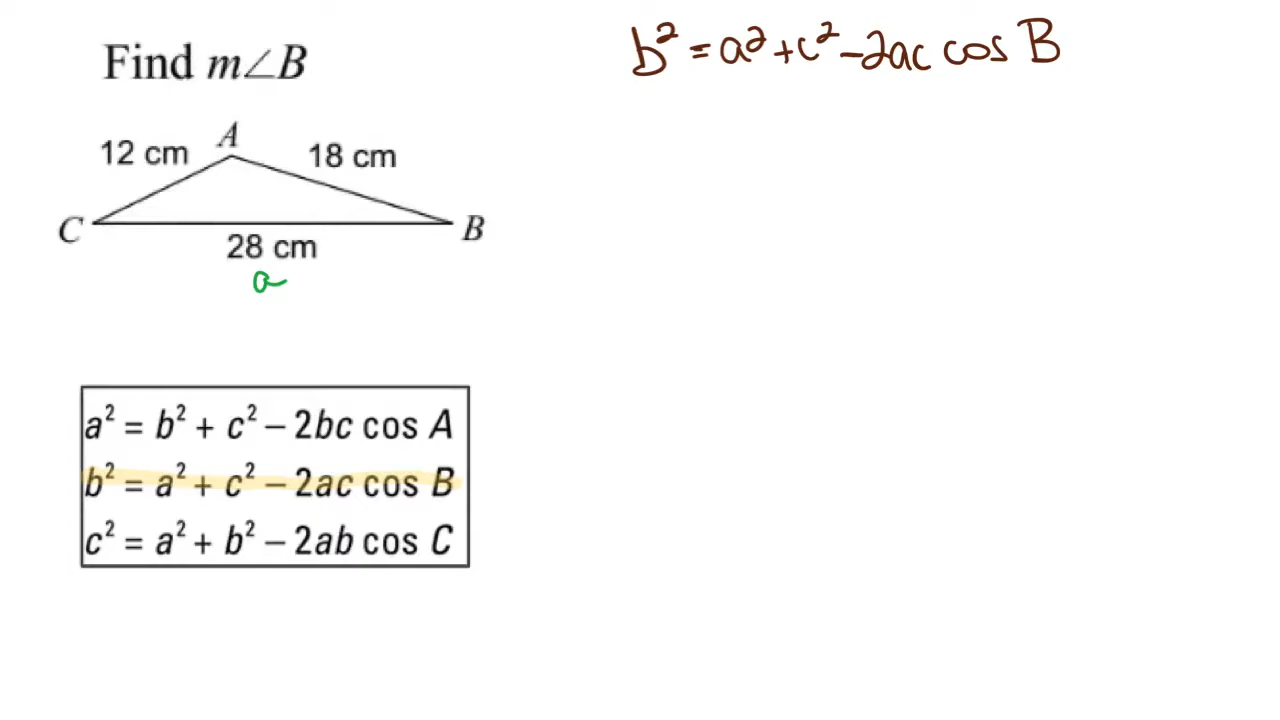 Find m∠B
b² = a² + c² – 2ac cos B
A
12 cm
18 cm
C
B
28 cm
a
a² = b² + c² – 2bc cos A
b² = a² + c² – 2ac cos B
c² = a² + b² – 2ab cos C